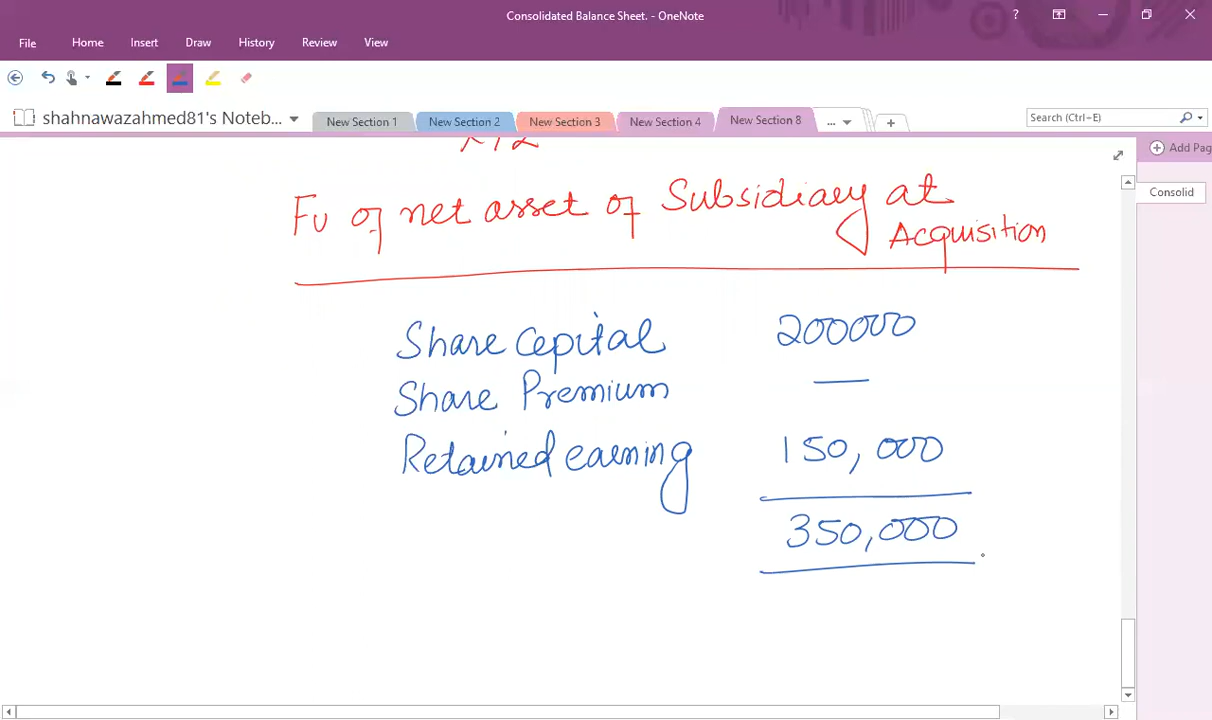 Consolidated Balance Sheet. - OneNote
?
File Home Insert Draw History Review View
shahnawazahmed81's Noteb...
New Section 1 New Section 2 New Section 3 New Section 4 New Section 8 ... + Search (Ctrl+E)
Add Pag
Consolid
XYZ
Fv of net asset of Subsidiary at
Acquisition
Share Cepital 200000
Share Premium —
Retained earning 150,000
350,000